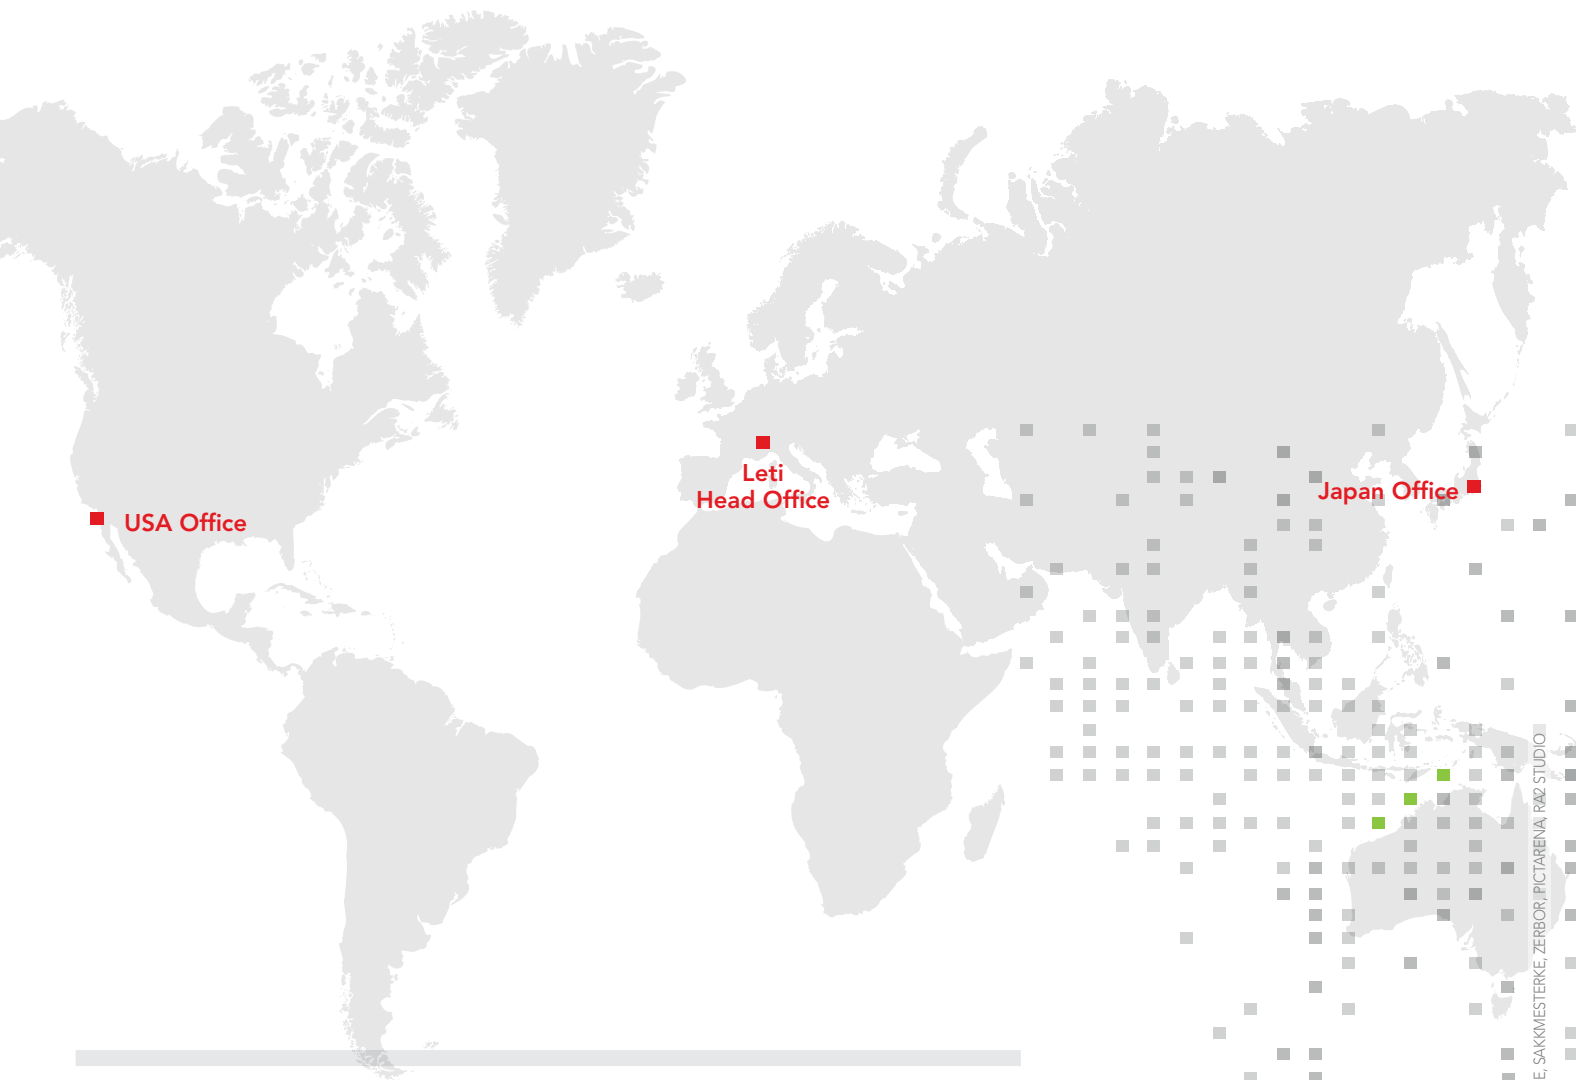 Leti
Head Office
Japan Office
USA Office
E, SAKKMESTERKE, ZERBOR, PICTARENA, RA2 STUDIO